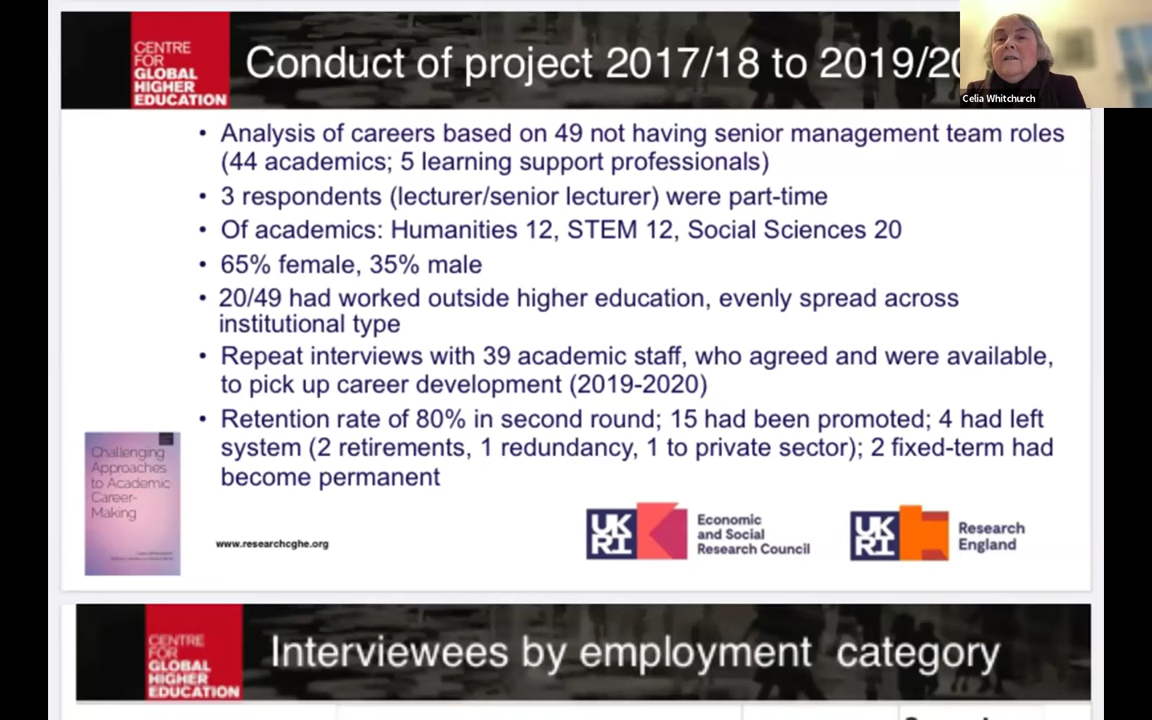 CENTRE
FOR
GLOBAL
HIGHER
EDUCATION
Conduct of project 2017/18 to 2019/20
Celia Whitchurch
• Analysis of careers based on 49 not having senior management team roles
(44 academics; 5 learning support professionals)
• 3 respondents (lecturer/senior lecturer) were part-time
• Of academics: Humanities 12, STEM 12, Social Sciences 20
• 65% female, 35% male
• 20/49 had worked outside higher education, evenly spread across
institutional type
• Repeat interviews with 39 academic staff, who agreed and were available,
to pick up career development (2019-2020)
• Retention rate of 80% in second round; 15 had been promoted; 4 had left
system (2 retirements, 1 redundancy, 1 to private sector); 2 fixed-term had
become permanent
Challenging
Approaches
to Academic
Career-
Making
www.researchcghe.org
UK
RI
Economic
and Social
Research Council
UK
RI
Research
England
CENTRE
FOR
GLOBAL
HIGHER
EDUCATION
Interviewees by employment category